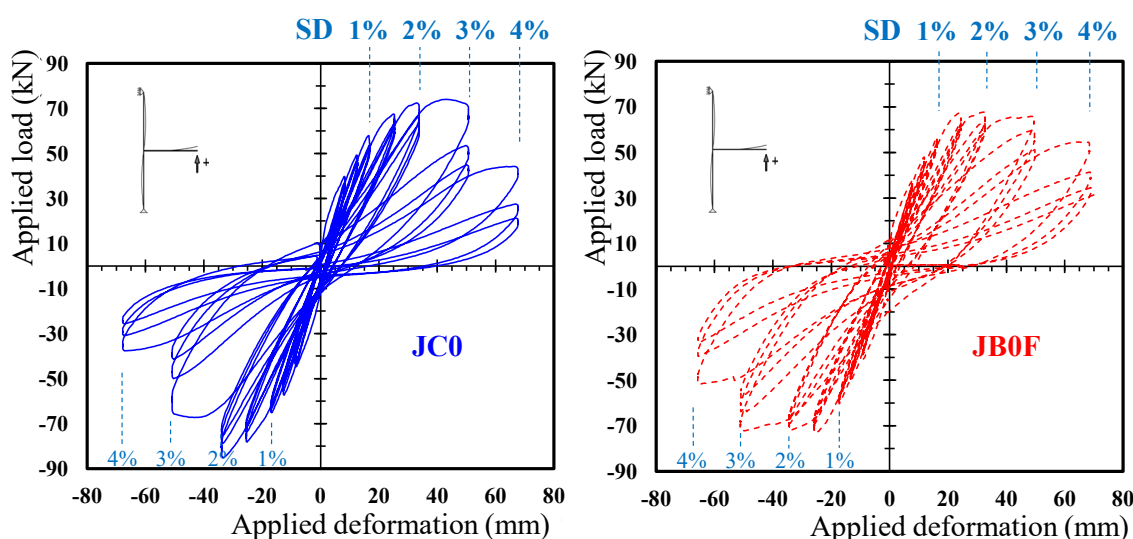 SD 1% 2% 3% 4%
90
70
50
30
10
-10
-30
-50
-70
-90
Applied load (kN)
+
JC0
4% 3% 2% 1%
-80 -60 -40 -20 0 20 40 60 80
Applied deformation (mm)
SD 1% 2% 3% 4%
90
70
50
30
10
-10
-30
-50
-70
-90
Applied load (kN)
+
JB0F
4% 3% 2% 1%
-80 -60 -40 -20 0 20 40 60 80
Applied deformation (mm)